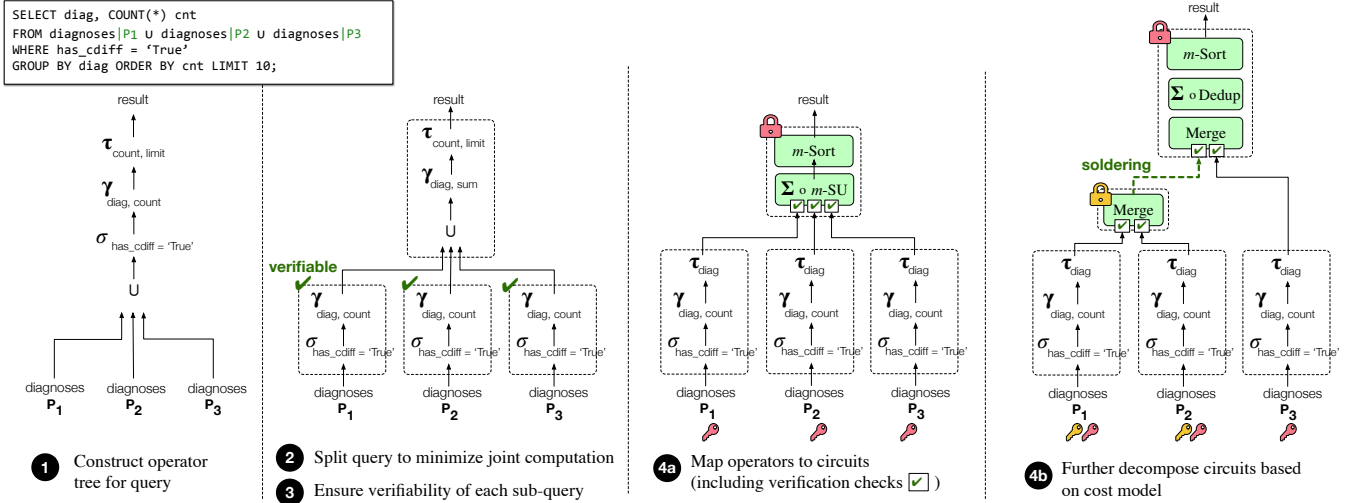 SELECT diag, COUNT(*) cnt
FROM diagnoses|P1 ∪ diagnoses|P2 ∪ diagnoses|P3
WHERE has_cdiff = ‘True’
GROUP BY diag ORDER BY cnt LIMIT 10;
result
τ count, limit
γ diag, count
σ has_cdiff = ‘True’
∪
diagnoses diagnoses diagnoses
P1 P2 P3
1 Construct operator
tree for query
result
τ count, limit
γ diag, sum
∪
verifiable
γ γ γ
diag, count diag, count diag, count
σ has_cdiff = ‘True’ σ has_cdiff = ‘True’ σ has_cdiff = ‘True’
diagnoses diagnoses diagnoses
P1 P2 P3
2 Split query to minimize joint computation
3 Ensure verifiability of each sub-query
result
m-Sort
Σ o m-SU
τ diag τ diag τ diag
γ γ γ
diag, count diag, count diag, count
σ has_cdiff = ‘True’ σ has_cdiff = ‘True’ σ has_cdiff = ‘True’
diagnoses diagnoses diagnoses
P1 P2 P3
4a Map operators to circuits
(including verification checks ✔ )
result
m-Sort
Σ o Dedup
Merge
soldering
Merge
τ diag τ diag τ diag
γ γ γ
diag, count diag, count diag, count
σ has_cdiff = ‘True’ σ has_cdiff = ‘True’ σ has_cdiff = ‘True’
diagnoses diagnoses diagnoses
P1 P2 P3
4b Further decompose circuits based
on cost model